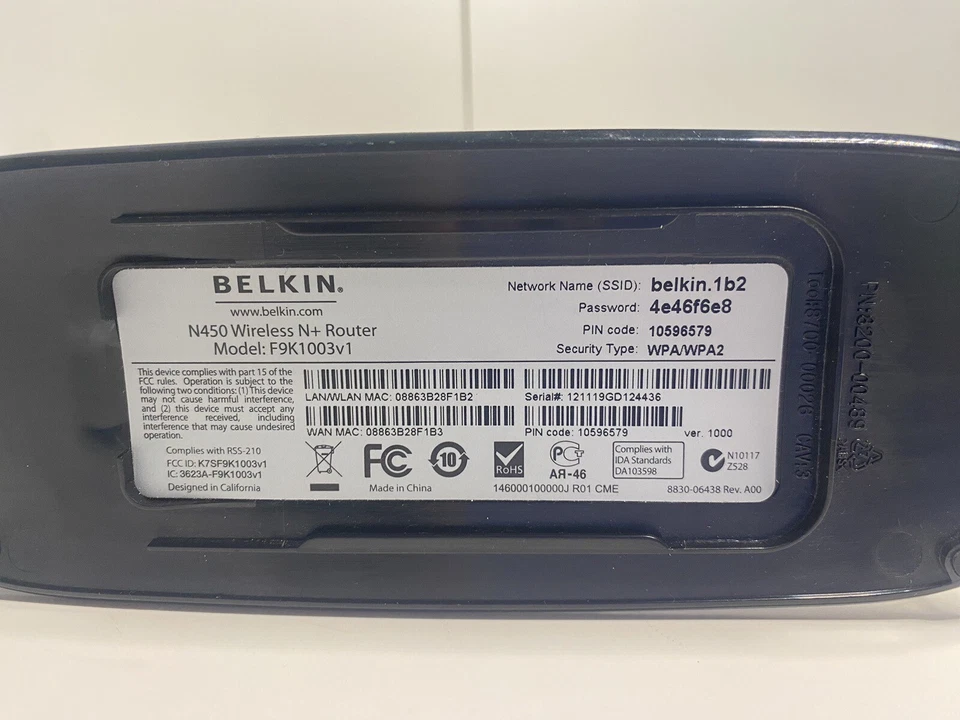 BELKIN®
www.belkin.com
N450 Wireless N+ Router
Model: F9K1003v1
Network Name (SSID): belkin.1b2
Password: 4e46f6e8
PIN code: 10596579
Security Type: WPA/WPA2
This device complies with part 15 of the
FCC rules. Operation is subject to the
following two conditions: (1) This device
may not cause harmful interference,
and (2) this device must accept any
interference received, including
interference that may cause undesired
operation.
LAN/WLAN MAC: 08863B28F1B2
Serial#: 121119GD124436
WAN MAC: 08863B28F1B3
PIN code: 10596579
ver. 1000
Complies with RSS-210
FCC ID: K7SF9K1003v1
IC: 3623A-F9K1003v1
Designed in California
FC
10
Made in China
RoHS
PG
АЯ-46
146000100000J R01 CME
Complies with
IDA Standards
DA103598
N10117
Z528
8830-06438 Rev. A00